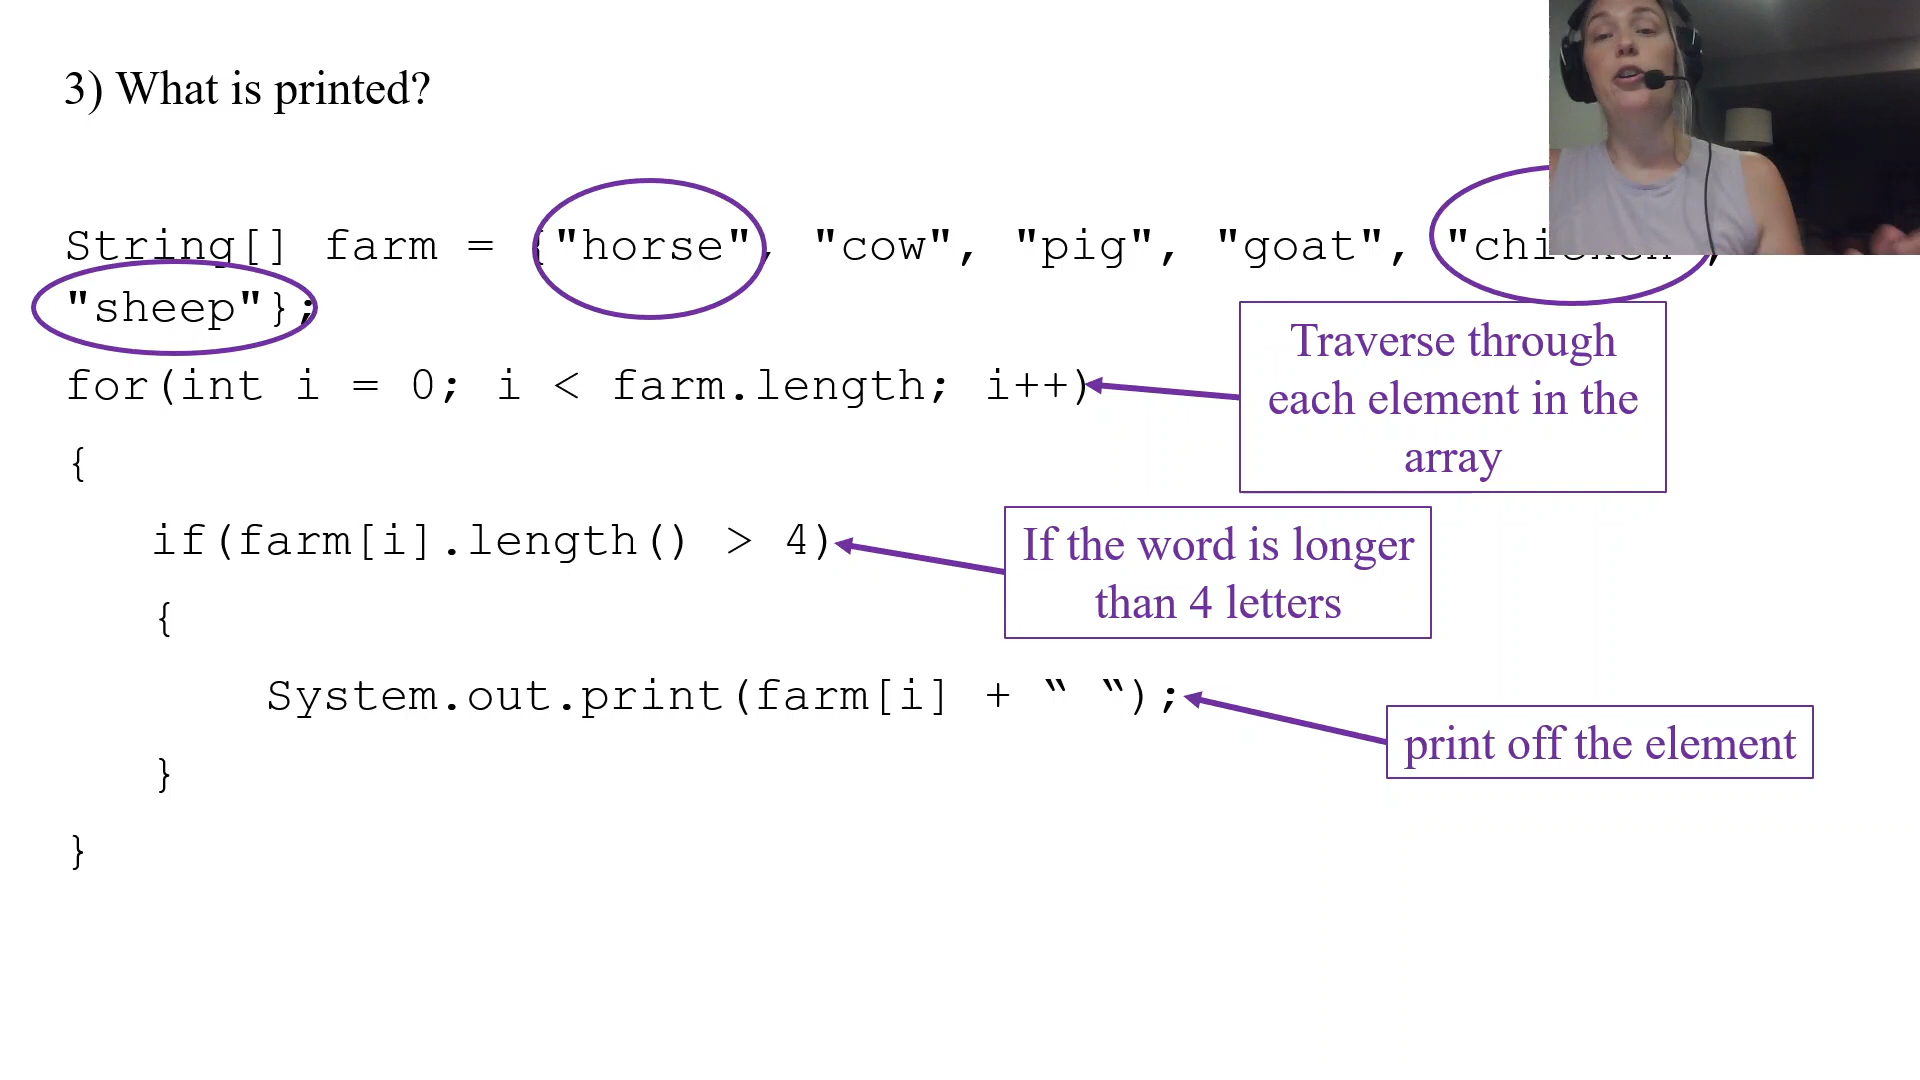 3) What is printed?
String[] farm = {"horse", "cow", "pig", "goat", "chicken",
"sheep"};
for(int i = 0; i < farm.length; i++)
Traverse through
each element in the
array
{
if(farm[i].length() > 4)
If the word is longer
than 4 letters
{
System.out.print(farm[i] + “ “);
print off the element
}
}